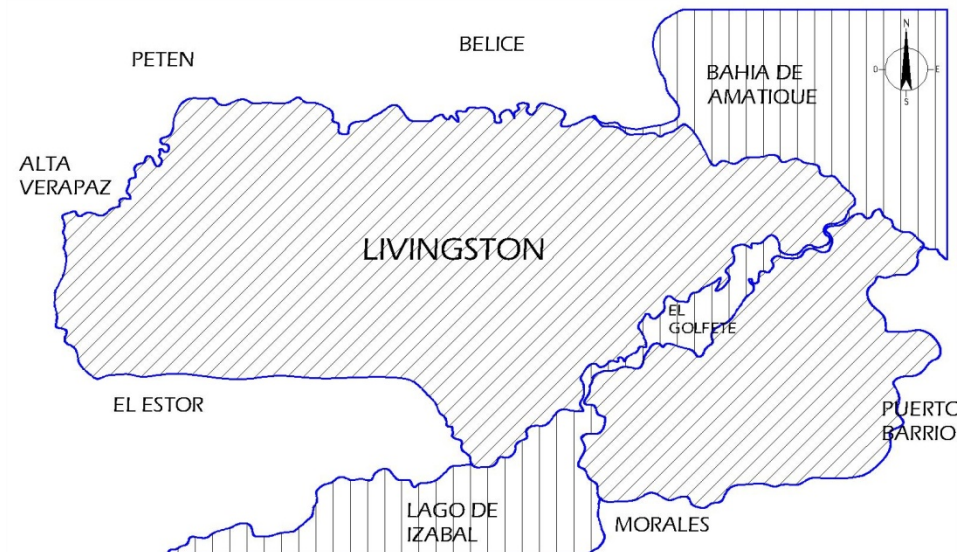 PETEN
BELICE
BAHIA DE
AMATIQUE
N
O
E
S
ALTA
VERAPAZ
LIVINGSTON
EL
GOLFETE
EL ESTOR
PUERTO
BARRIO
LAGO DE
IZABAL
MORALES